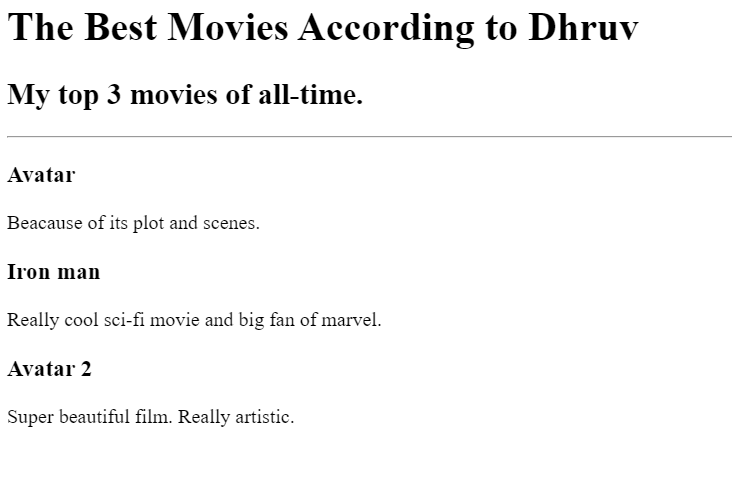 The Best Movies According to Dhruv
My top 3 movies of all-time.
Avatar
Beacause of its plot and scenes.
Iron man
Really cool sci-fi movie and big fan of marvel.
Avatar 2
Super beautiful film. Really artistic.